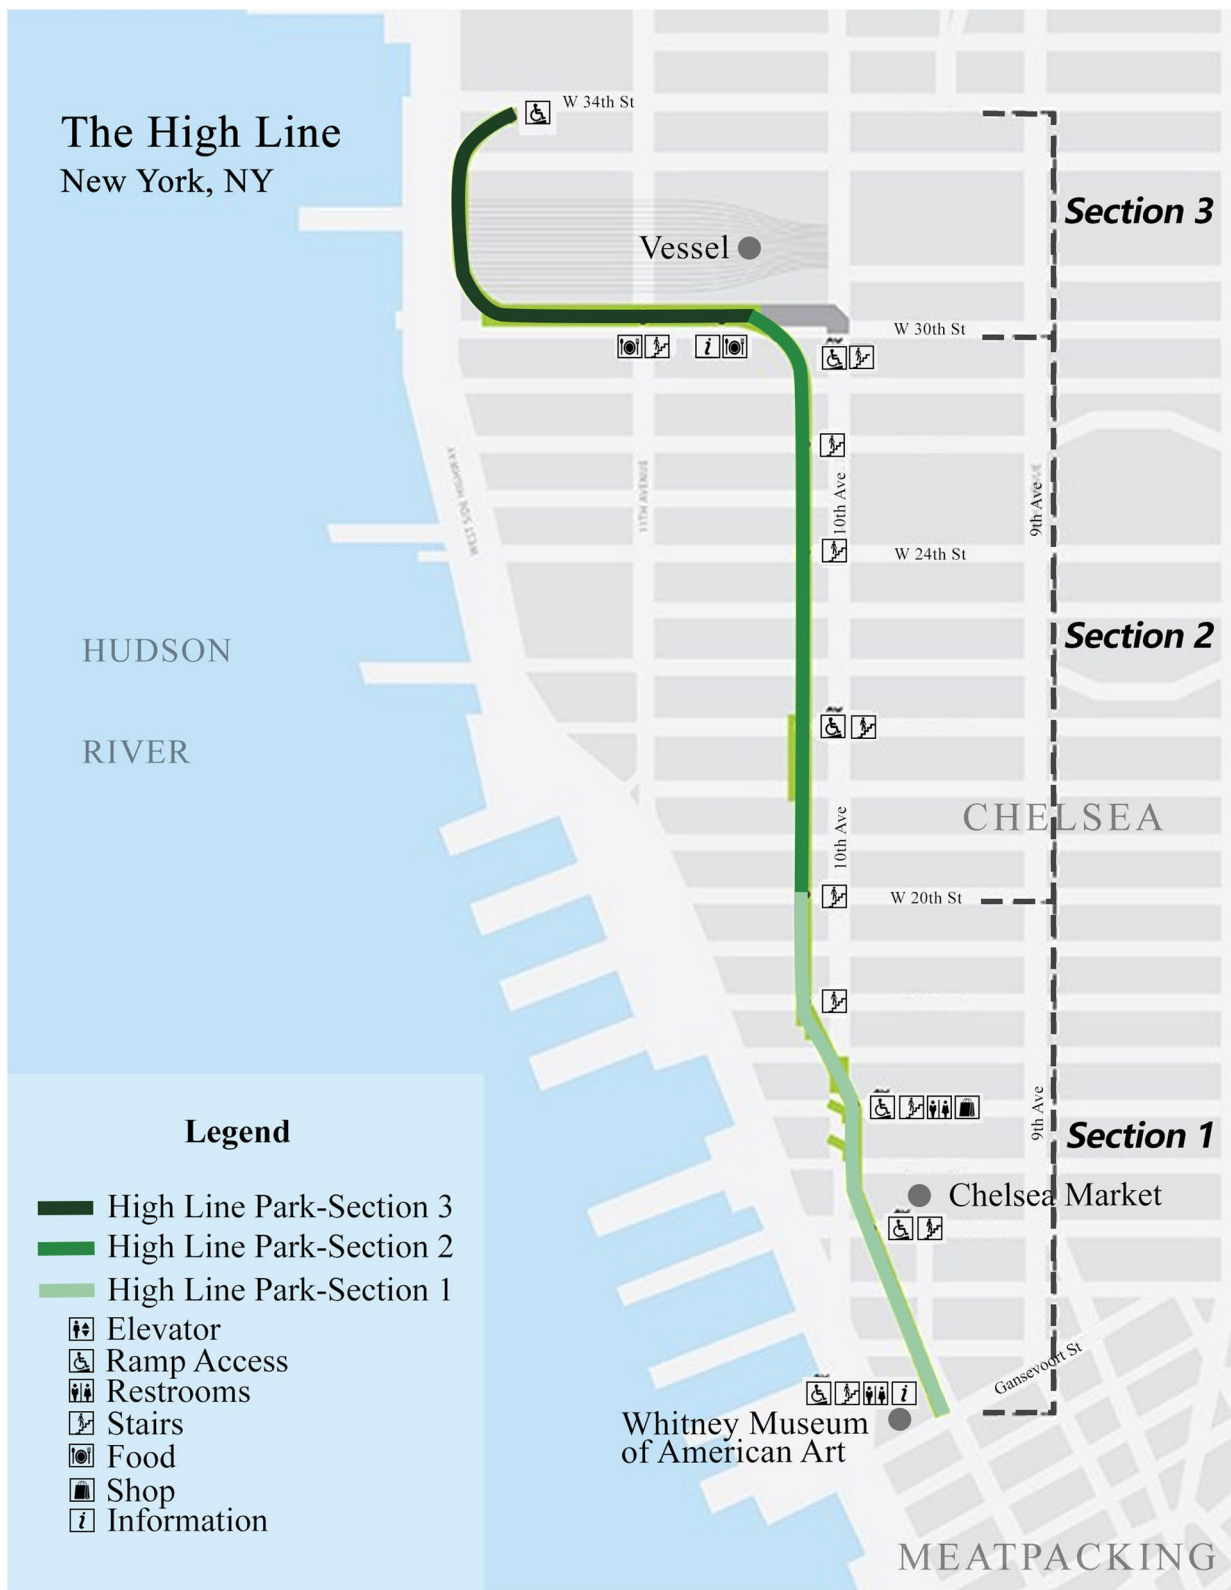 W 34th St
The High Line
New York, NY
Section 3
Vessel
W 30th St
WEST SIDE HIGHWAY
11TH AVENUE
10th Ave
9th Ave
W 24th St
Section 2
HUDSON
RIVER
CHELSEA
10th Ave
W 20th St
9th Ave
Section 1
Legend
Chelsea Market
High Line Park-Section 3
High Line Park-Section 2
High Line Park-Section 1
Elevator
Ramp Access
Restrooms
Stairs
Food
Shop
Information
Gansevoort St
Whitney Museum
of American Art
MEATPACKING